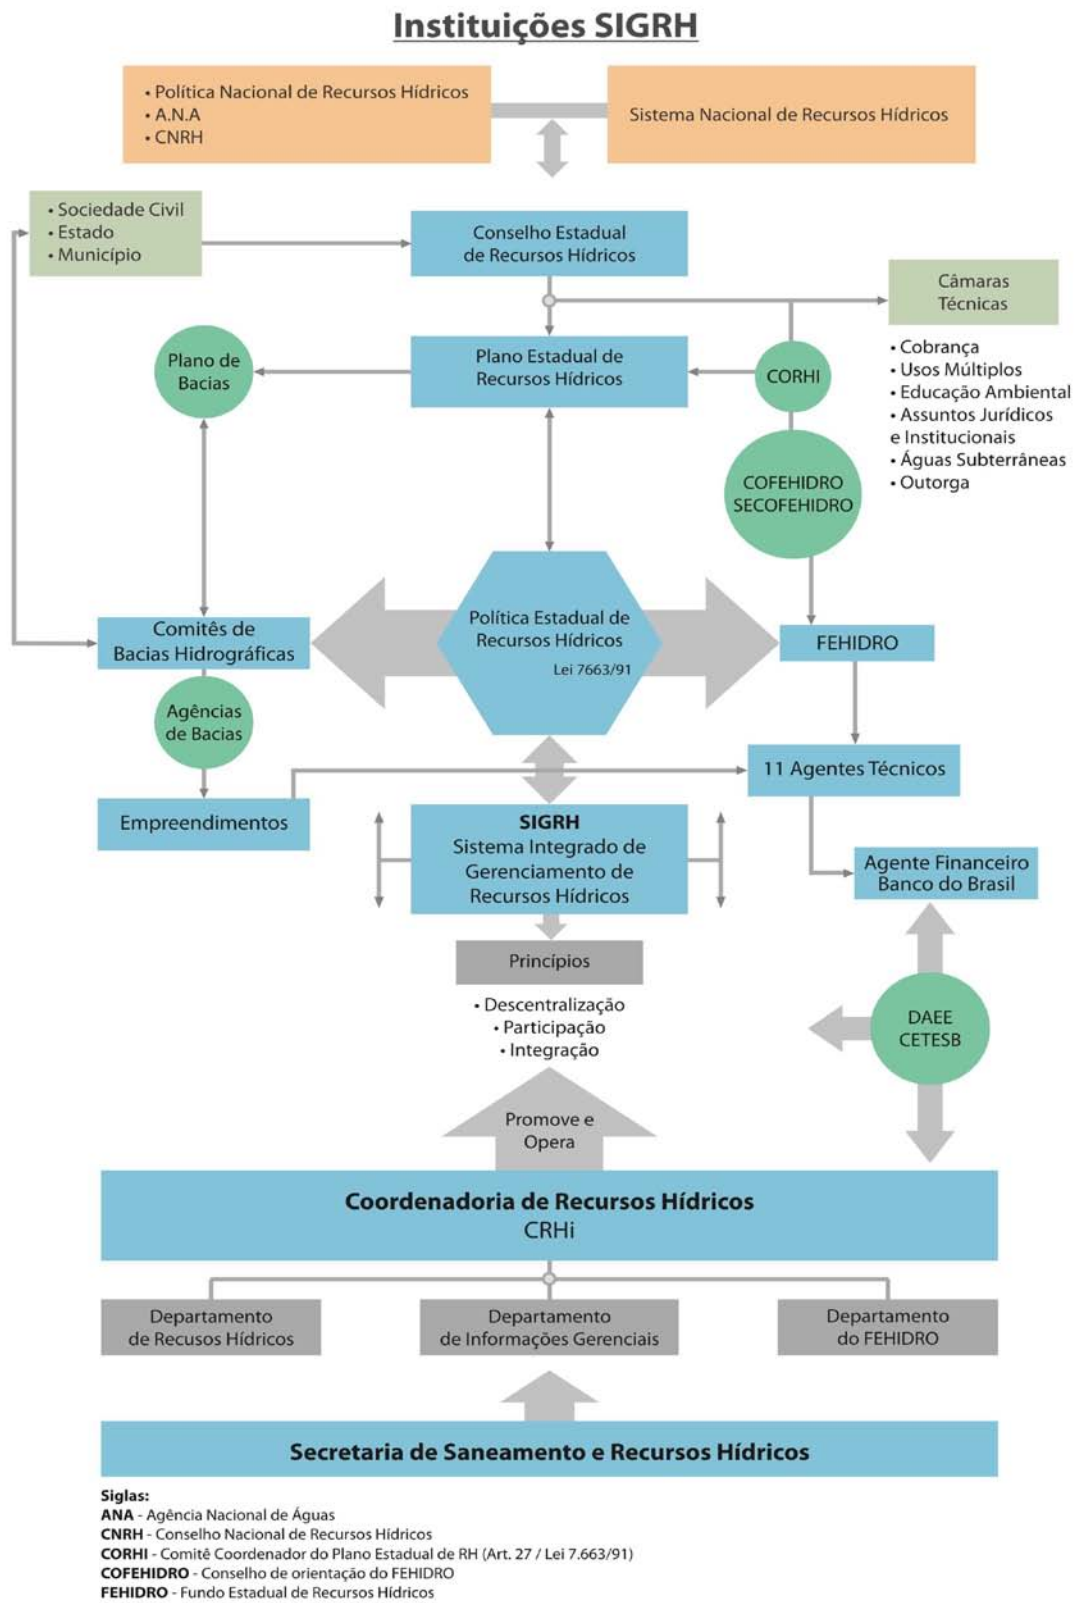 Instituições SIGRH
• Política Nacional de Recursos Hídricos
• A.N.A
• CNRH
Sistema Nacional de Recursos Hídricos
• Sociedade Civil
• Estado
• Município
Conselho Estadual
de Recursos Hídricos
Câmaras
Técnicas
• Cobrança
• Usos Múltiplos
• Educação Ambiental
• Assuntos Jurídicos
e Institucionais
• Águas Subterrâneas
• Outorga
Plano de
Bacias
Plano Estadual de
Recursos Hídricos
CORHI
COFEHIDRO
SECOFEHIDRO
Comitês de
Bacias Hidrográficas
Política Estadual de
Recursos Hídricos
Lei 7663/91
FEHIDRO
Agências
de Bacias
11 Agentes Técnicos
Empreendimentos
SIGRH
Sistema Integrado de
Gerenciamento de
Recursos Hídricos
Agente Financeiro
Banco do Brasil
Princípios
• Descentralização
• Participação
• Integração
DAEE
CETESB
Promove e
Opera
Coordenadoria de Recursos Hídricos
CRHi
Departamento
de Recusos Hídricos
Departamento
de Informações Gerenciais
Departamento
do FEHIDRO
Secretaria de Saneamento e Recursos Hídricos
Siglas:
ANA - Agência Nacional de Águas
CNRH - Conselho Nacional de Recursos Hídricos
CORHI - Comitê Coordenador do Plano Estadual de RH (Art. 27 / Lei 7.663/91)
COFEHIDRO - Conselho de orientação do FEHIDRO
FEHIDRO - Fundo Estadual de Recursos Hídricos